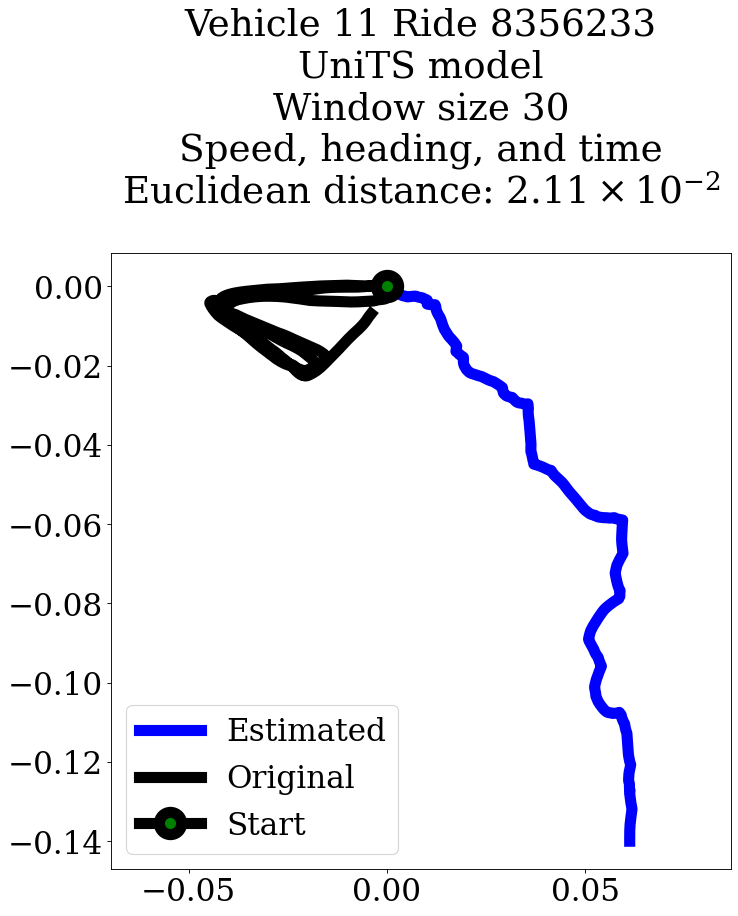 Vehicle 11 Ride 8356233
UniTS model
Window size 30
Speed, heading, and time
Euclidean distance: 2.11 × 10⁻²
0.00
−0.02
−0.04
−0.06
−0.08
−0.10
−0.12
−0.14
Estimated
Original
Start
−0.05
0.00
0.05